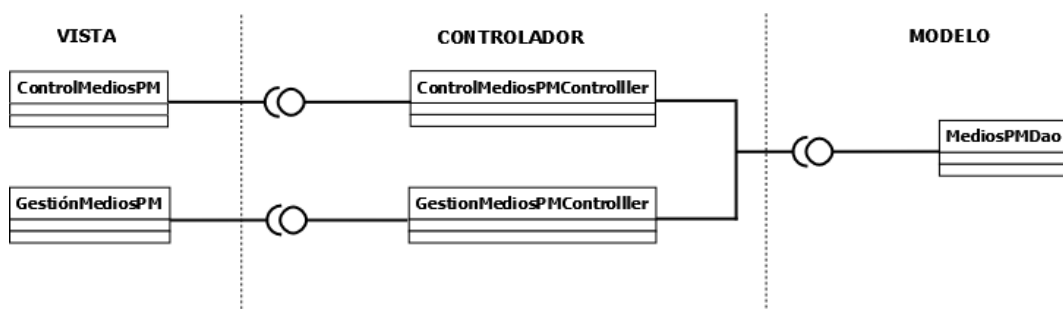 VISTA
CONTROLADOR
MODELO
ControlMediosPM
ControlMediosPMControlller
MediosPMDao
GestiónMediosPM
GestionMediosPMControlller